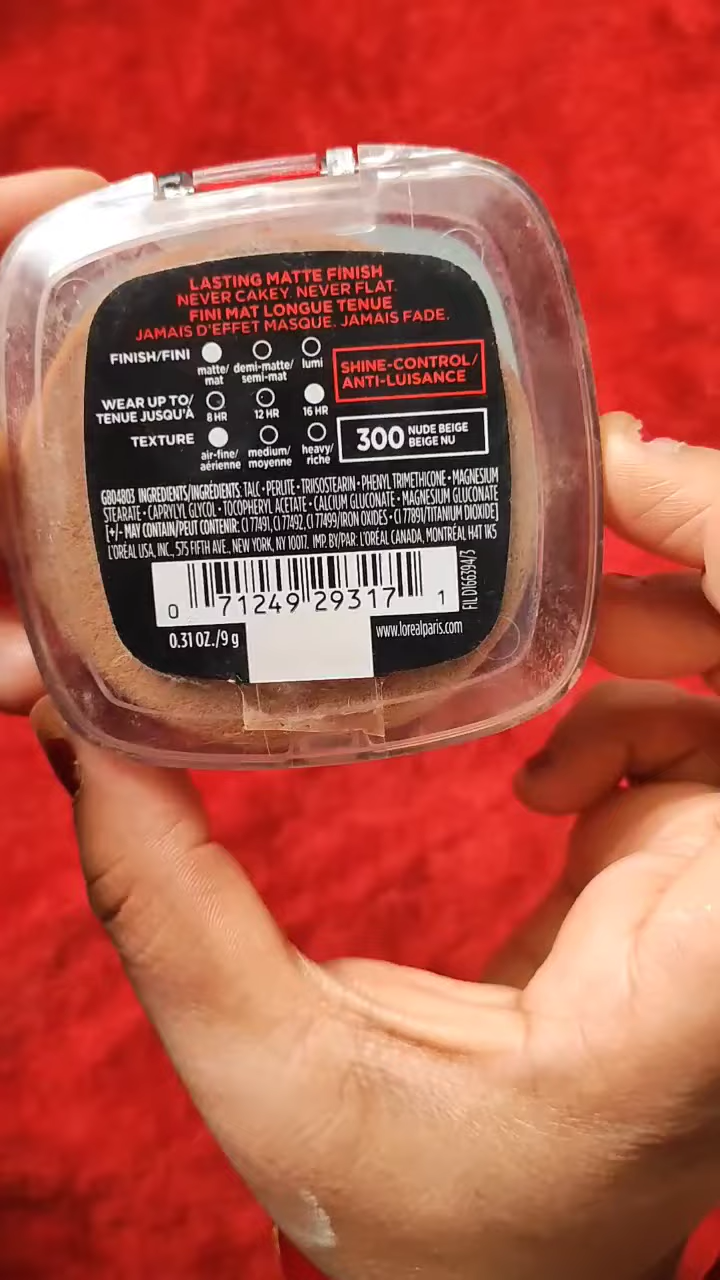 LASTING MATTE FINISH
NEVER CAKEY. NEVER FLAT.
FINI MAT LONGUE TENUE
JAMAIS D'EFFET MASQUE. JAMAIS FADE.
FINISH/FINI
matte/ demi-matte/ lumi
mat semi-mat
SHINE-CONTROL/
ANTI-LUISANCE
WEAR UP TO/
TENUE JUSQU'À
8 HR 12 HR 16 HR
TEXTURE
air-fine/ medium/ heavy/
aérienne moyenne riche
300 NUDE BEIGE
BEIGE NU
G804803 INGREDIENTS/INGRÉDIENTS: TALC • PERLITE • TRIISOSTEARIN • PHENYL TRIMETHICONE • MAGNESIUM
STEARATE • CAPRYLYL GLYCOL • TOCOPHERYL ACETATE • CALCIUM GLUCONATE • MAGNESIUM GLUCONATE
[+/- MAY CONTAIN/PEUT CONTENIR: CI 77491, CI 77492, CI 77499/IRON OXIDES • CI 77891/TITANIUM DIOXIDE]
L'ORÉAL USA, INC., 575 FIFTH AVE., NEW YORK, NY 10017. IMP. BY/PAR: L'ORÉAL CANADA, MONTRÉAL H4T 1K5
0 71249 29317 1
F.I.L. D166394/3
0.31 OZ./9 g
www.lorealparis.com